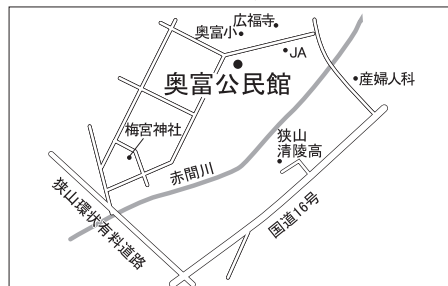 広福寺
奥富小
JA
奥富公民館
産婦人科
梅宮神社
狭山
清陵高
赤間川
国道16号
狭山環状有料道路